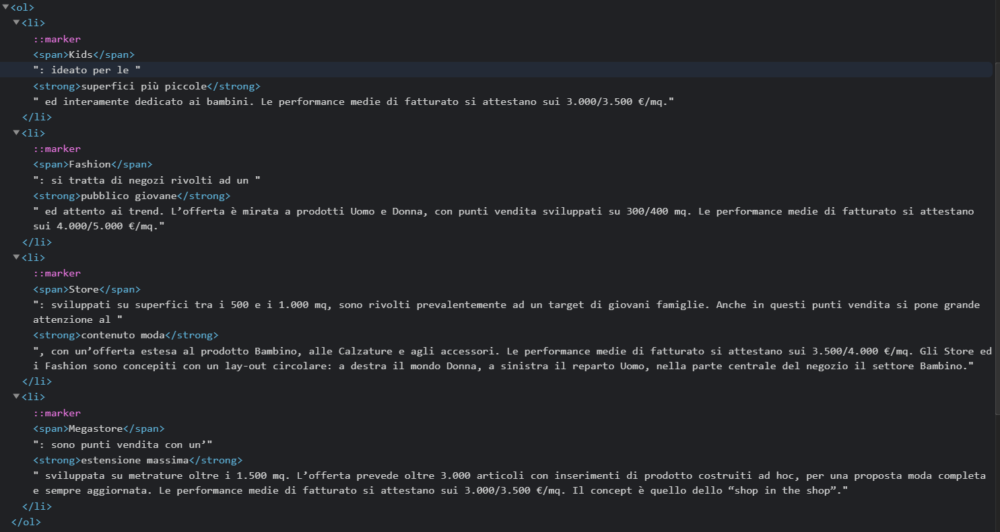 <ol>
<li>
::marker
<span>Kids</span>
": ideato per le "
<strong>superfici più piccole</strong>
" ed interamente dedicato ai bambini. Le performance medie di fatturato si attestano sui 3.000/3.500 €/mq."
</li>
<li>
::marker
<span>Fashion</span>
": si tratta di negozi rivolti ad un "
<strong>pubblico giovane</strong>
" ed attento ai trend. L’offerta è mirata a prodotti Uomo e Donna, con punti vendita sviluppati su 300/400 mq. Le performance medie di fatturato si attestano
sui 4.000/5.000 €/mq."
</li>
<li>
::marker
<span>Store</span>
": sviluppati su superfici tra i 500 e i 1.000 mq, sono rivolti prevalentemente ad un target di giovani famiglie. Anche in questi punti vendita si pone grande
attenzione al "
<strong>contenuto moda</strong>
", con un’offerta estesa al prodotto Bambino, alle Calzature e agli accessori. Le performance medie di fatturato si attestano sui 3.500/4.000 €/mq. Gli Store ed
i Fashion sono concepiti con un lay-out circolare: a destra il mondo Donna, a sinistra il reparto Uomo, nella parte centrale del negozio il settore Bambino."
</li>
<li>
::marker
<span>Megastore</span>
": sono punti vendita con un’"
<strong>estensione massima</strong>
" sviluppata su metrature oltre i 1.500 mq. L’offerta prevede oltre 3.000 articoli con inserimenti di prodotto costruiti ad hoc, per una proposta moda completa
e sempre aggiornata. Le performance medie di fatturato si attestano sui 3.000/3.500 €/mq. Il concept è quello dello “shop in the shop”."
</li>
</ol>